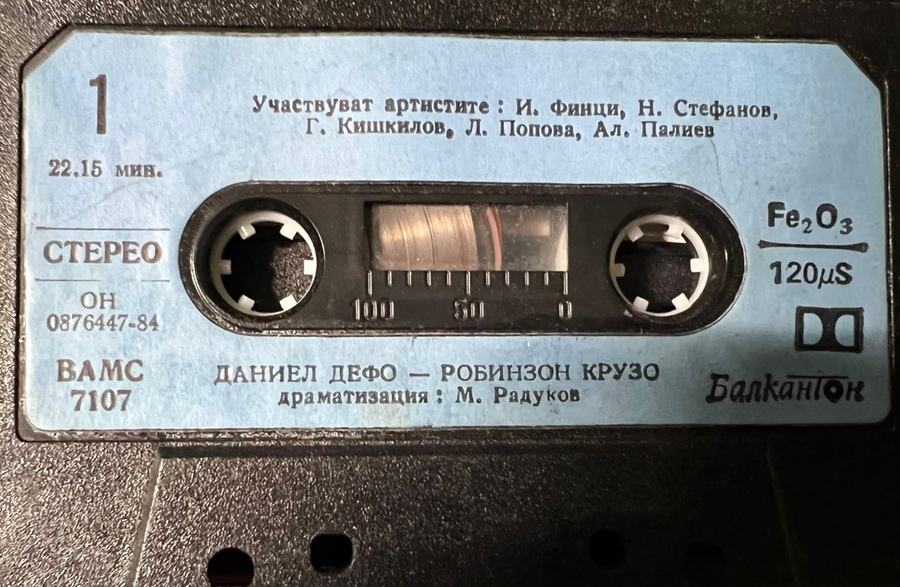 1
Участвуват артистите : И. Финци, Н. Стефанов,
Г. Кишкилов, Л. Попова, Ал. Палиев
22.15 мин.
СТЕРЕО
ОН
0876447-84
ВАМС
7107
100 50 0
Fe₂O₃
120μS
ДАНИЕЛ ДЕФО — РОБИНЗОН КРУЗО
драматизация : М. Радуков
Балкантон